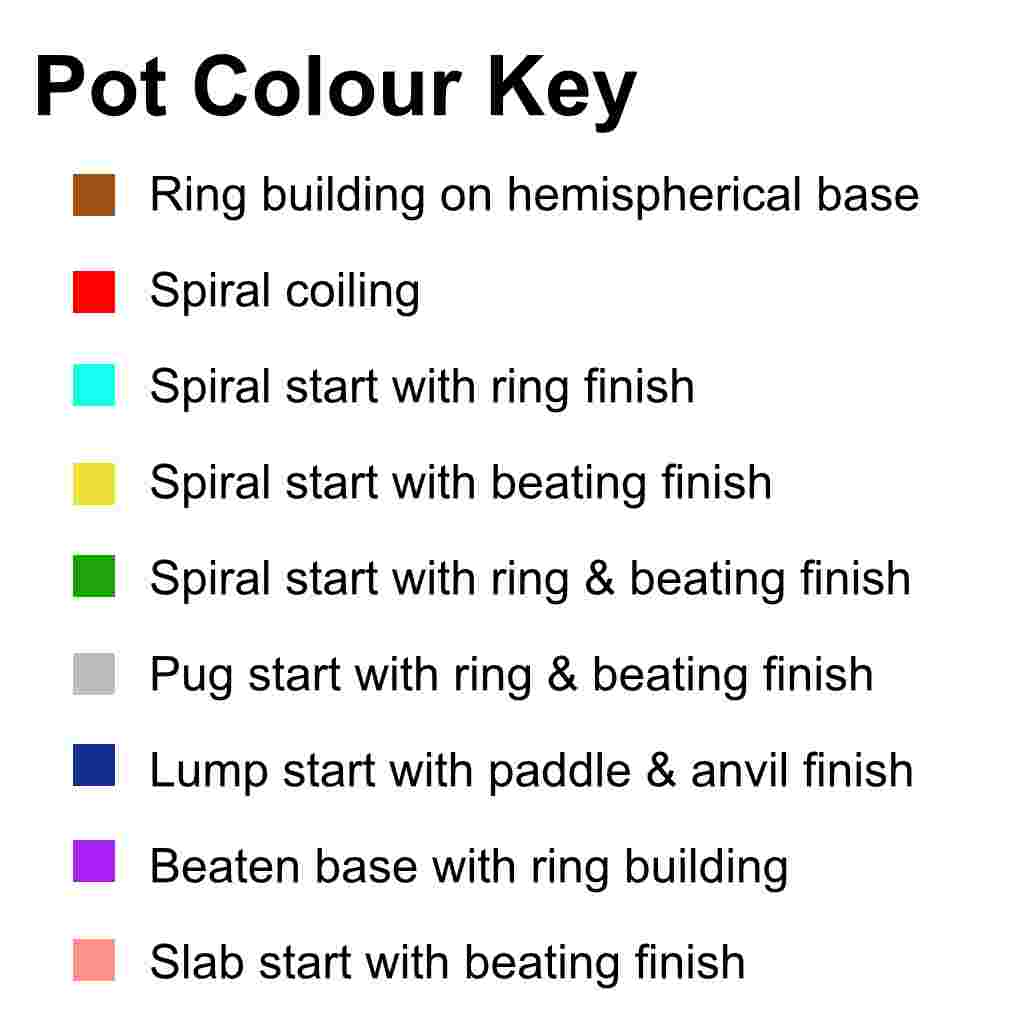 Pot Colour Key
Ring building on hemispherical base
Spiral coiling
Spiral start with ring finish
Spiral start with beating finish
Spiral start with ring & beating finish
Pug start with ring & beating finish
Lump start with paddle & anvil finish
Beaten base with ring building
Slab start with beating finish